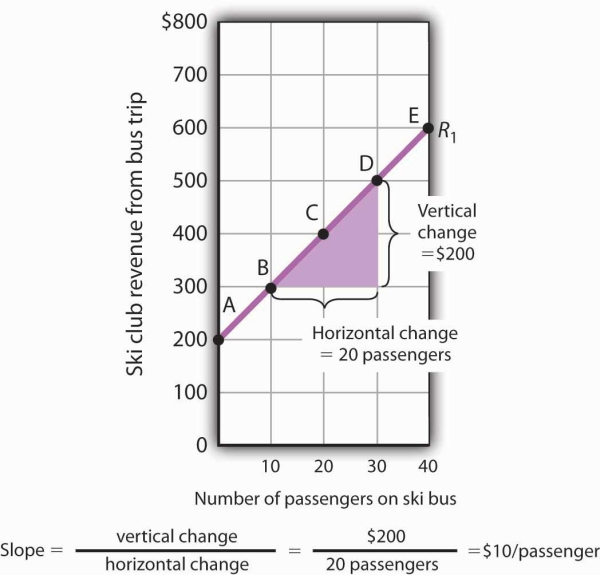 $800
700
600
500
400
300
200
100
0
Ski club revenue from bus trip
A
B
C
D
E
R1
Vertical
change
=$200
Horizontal change
= 20 passengers
10 20 30 40
Number of passengers on ski bus
Slope = vertical change / horizontal change = $200 / 20 passengers =$10/passenger